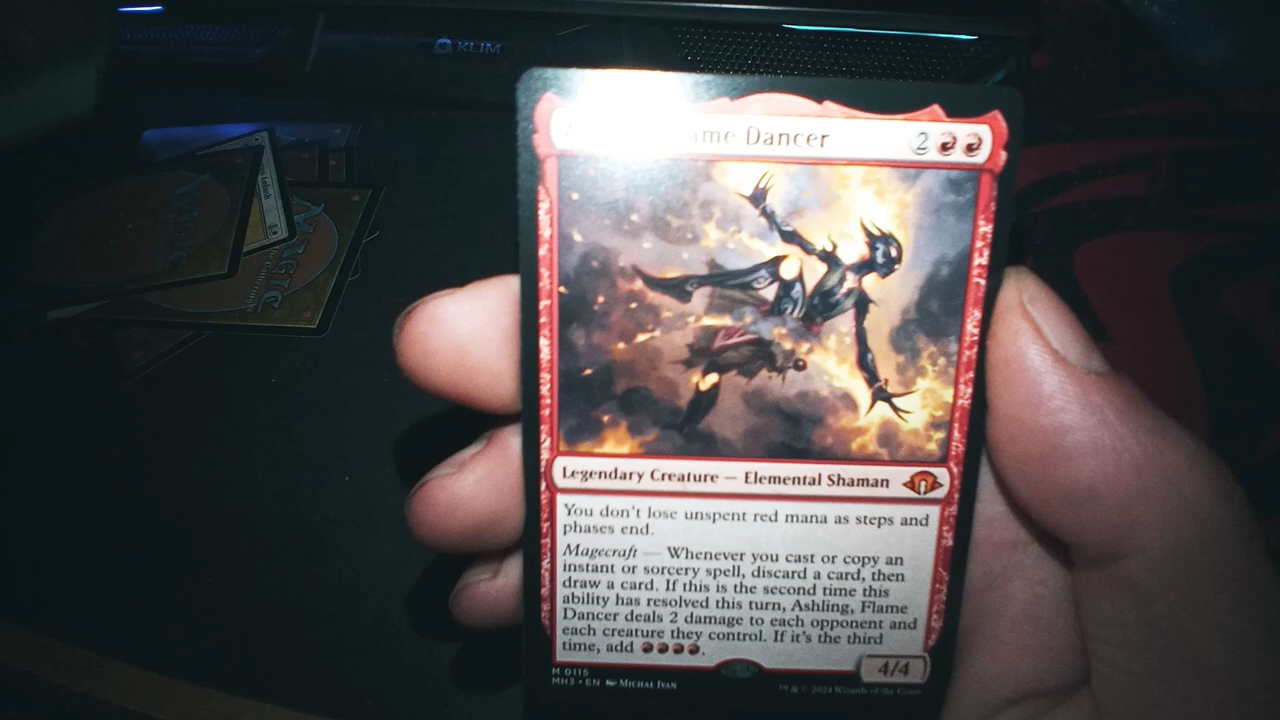 KLIM
Dancer 2
Legendary Creature — Elemental Shaman
You don't lose unspent red mana as steps and
phases end.
Magecraft — Whenever you cast or copy an
instant or sorcery spell, discard a card, then
draw a card. If this is the second time this
ability has resolved this turn, Ashling, Flame
Dancer deals 2 damage to each opponent and
each creature they control. If it's the third
time, add .
4/4
M 0115
MH3 • EN MICHAL IVAN
™ & © 2024 Wizards of the Coast
MAGIC
MAGIC